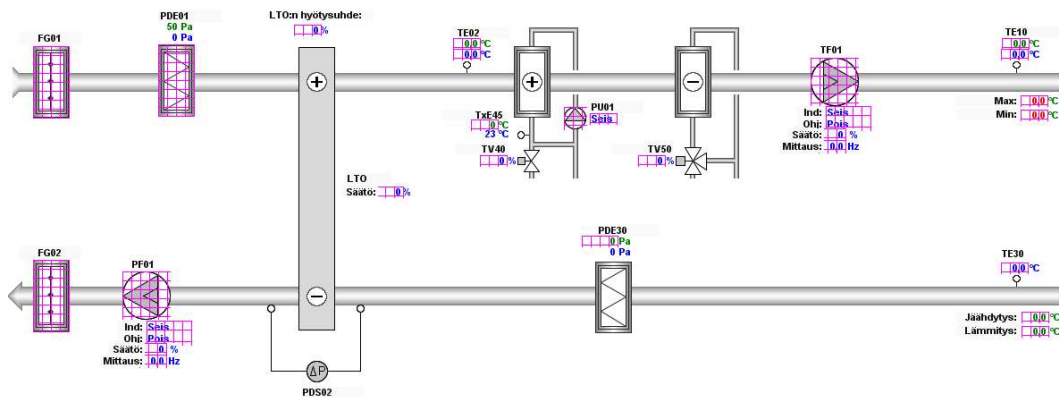 PDE01
50 Pa
0 Pa
FG01
LTO:n hyötysuhde:
0 %
TE02
0,0 °C
0,0 °C
TF01
TE10
0,0 °C
0,0 °C
Max: 0,0 °C
Min: 0,0 °C
+
+
−
TxE45
0 °C
23 °C
PU01
Seis
TV40
0 %
TV50
0 %
Ind: Seis
Ohj: Pois
Säätö: 0 %
Mittaus: 0,0 Hz
LTO
Säätö: 0 %
FG02
PF01
PDE30
0 Pa
0 Pa
TE30
0,0 °C
−
Ind: Seis
Ohj: Pois
Säätö: 0 %
Mittaus: 0,0 Hz
Jäähdytys: 0,0 °C
Lämmitys: 0,0 °C
ΔP
PDS02